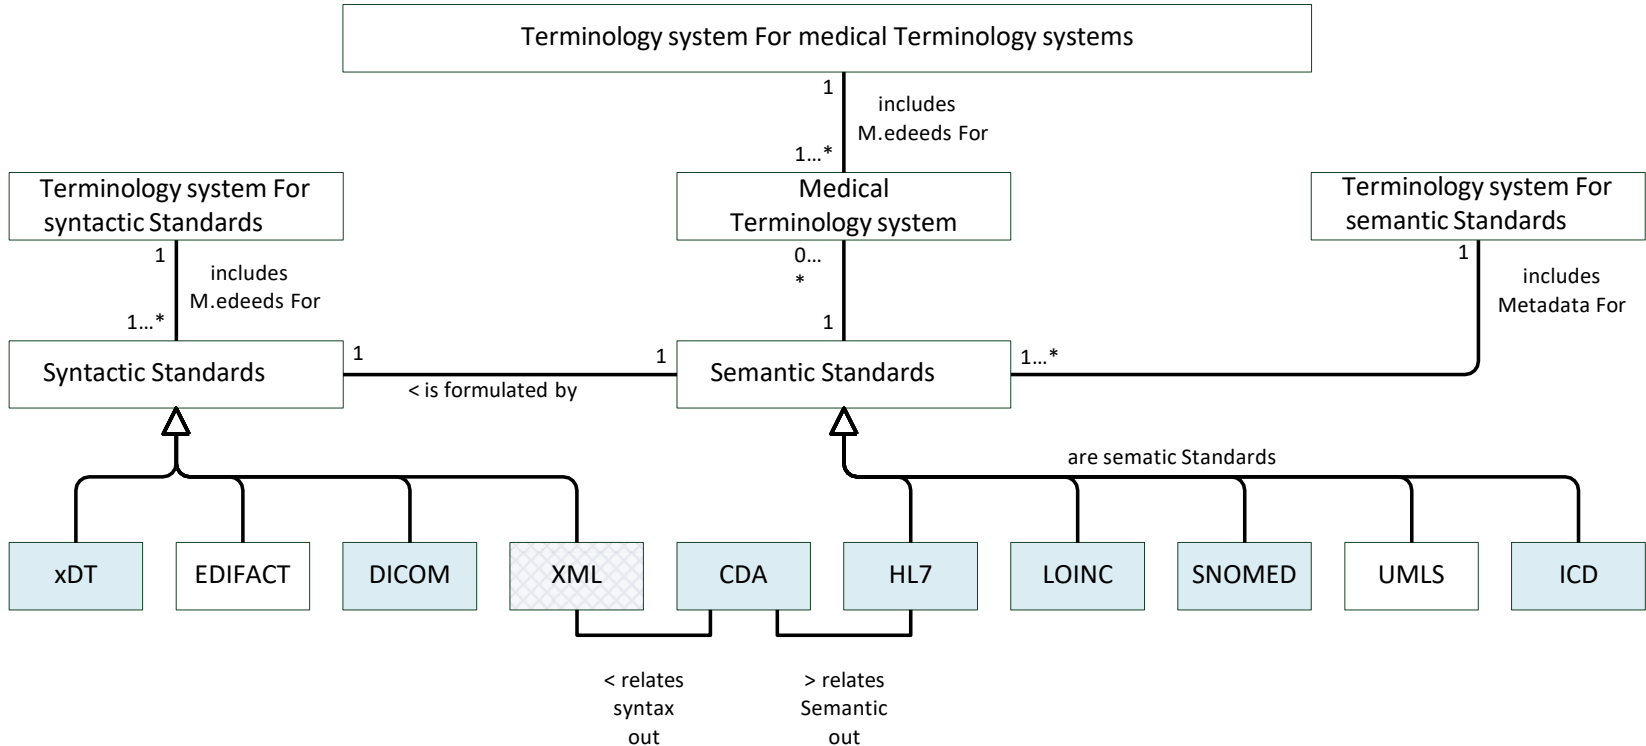 Terminology system For medical Terminology systems
1
includes
M.edeeds For
1...*
Terminology system For
syntactic Standards
Medical
Terminology system
Terminology system For
semantic Standards
1
includes
M.edeeds For
1...*
0...
*
1
1
includes
Metadata For
Syntactic Standards
1
1
< is formulated by
Semantic Standards
1...*
are sematic Standards
xDT
EDIFACT
DICOM
XML
CDA
HL7
LOINC
SNOMED
UMLS
ICD
< relates
syntax
out
> relates
Semantic
out